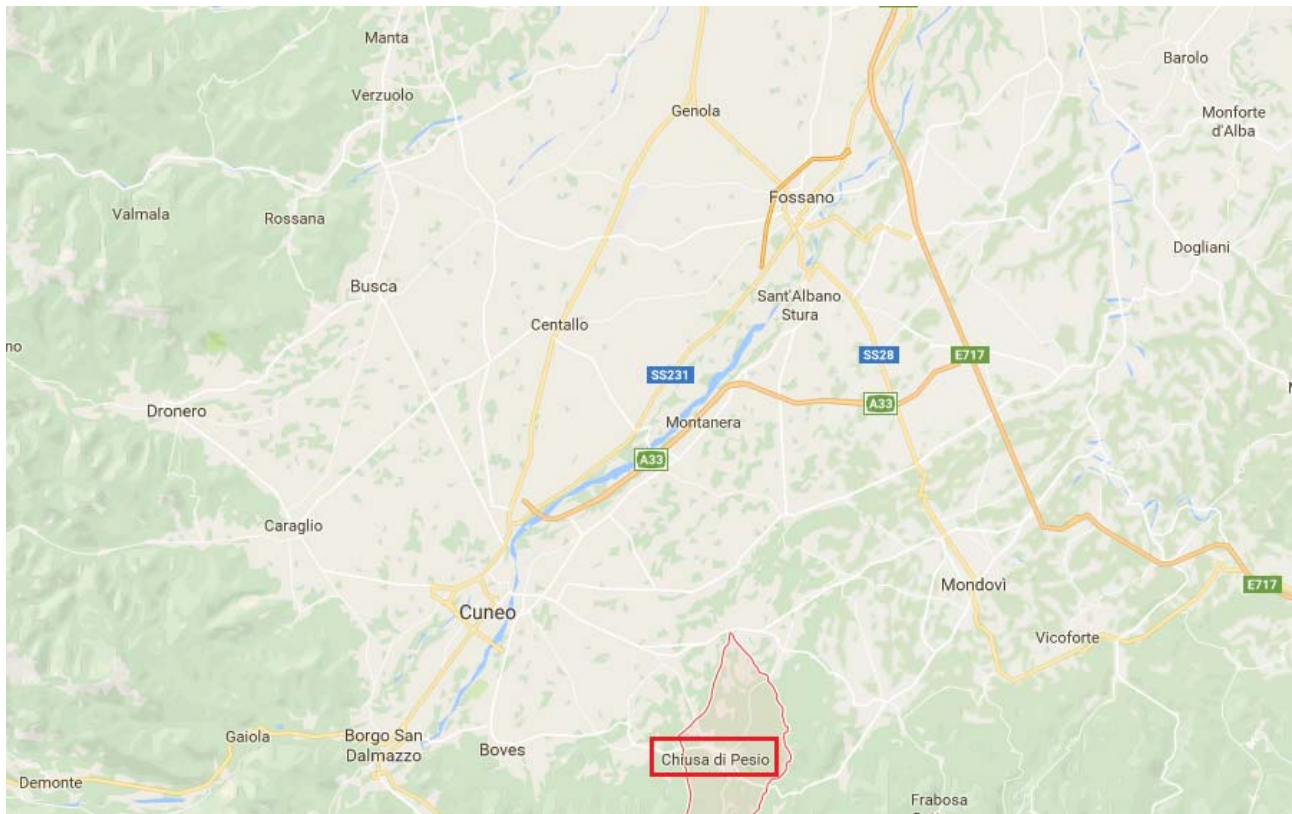 Manta
Barolo
Verzuolo
Genola
Monforte
d'Alba
Fossano
Valmala
Rossana
Dogliani
Busca
Sant'Albano
Stura
Centallo
no
SS28
E717
SS231
Dronero
A33
Montanera
A33
Caraglio
Mondovì
E717
Cuneo
Vicoforte
Gaiola
Borgo San
Dalmazzo
Boves
Chiusa di Pesio
Demonte
Frabosa